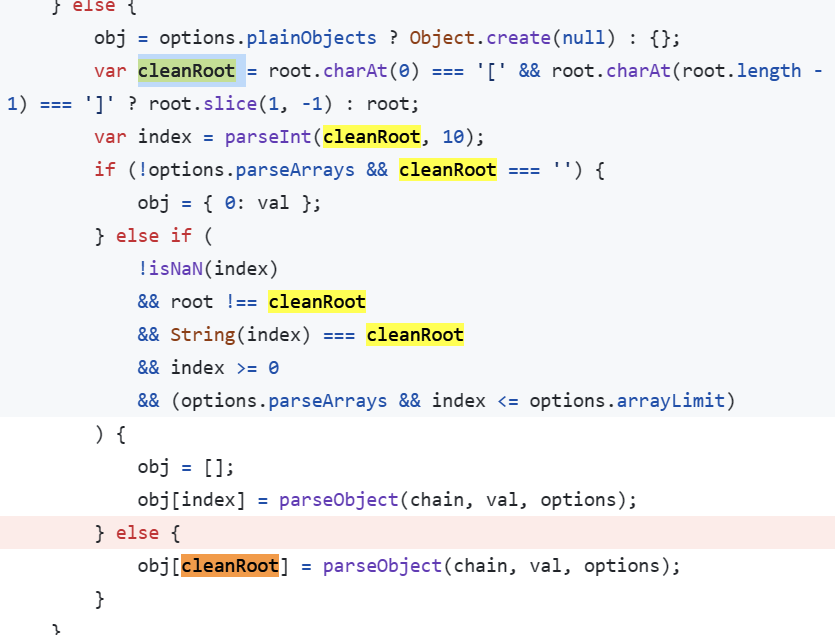 } else {
obj = options.plainObjects ? Object.create(null) : {};
var cleanRoot = root.charAt(0) === '[' && root.charAt(root.length -
1) === ']' ? root.slice(1, -1) : root;
var index = parseInt(cleanRoot, 10);
if (!options.parseArrays && cleanRoot === '') {
obj = { 0: val };
} else if (
!isNaN(index)
&& root !== cleanRoot
&& String(index) === cleanRoot
&& index >= 0
&& (options.parseArrays && index <= options.arrayLimit)
) {
obj = [];
obj[index] = parseObject(chain, val, options);
} else {
obj[cleanRoot] = parseObject(chain, val, options);
}
}